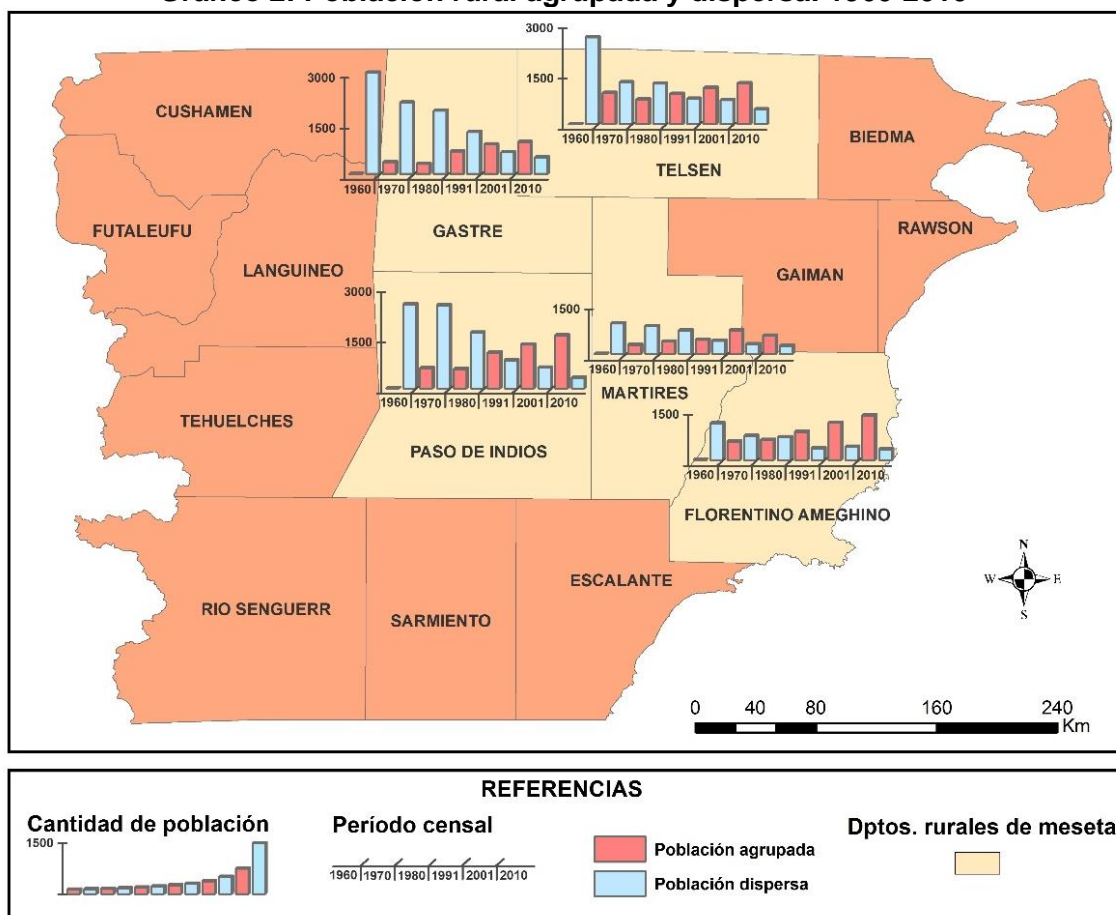 Gráfico 2. Población rural agrupada y dispersa. 1960-2010
3000
1500
1960 1970 1980 1991 2001 2010
3000
1500
1960 1970 1980 1991 2001 2010
CUSHAMEN
TELSEN
BIEDMA
FUTALEUFU
GASTRE
RAWSON
LANGUINEO
GAIMAN
3000
1500
1960 1970 1980 1991 2001 2010
1500
1960 1970 1980 1991 2001 2010
MARTIRES
TEHUELCHES
PASO DE INDIOS
1500
1960 1970 1980 1991 2001 2010
FLORENTINO AMEGHINO
ESCALANTE
RIO SENGUERR
SARMIENTO
N
W E
S
0 40 80 160 240
Km
REFERENCIAS
Cantidad de población
1500
Período censal
1960 1970 1980 1991 2001 2010
Población agrupada
Población dispersa
Dptos. rurales de meseta